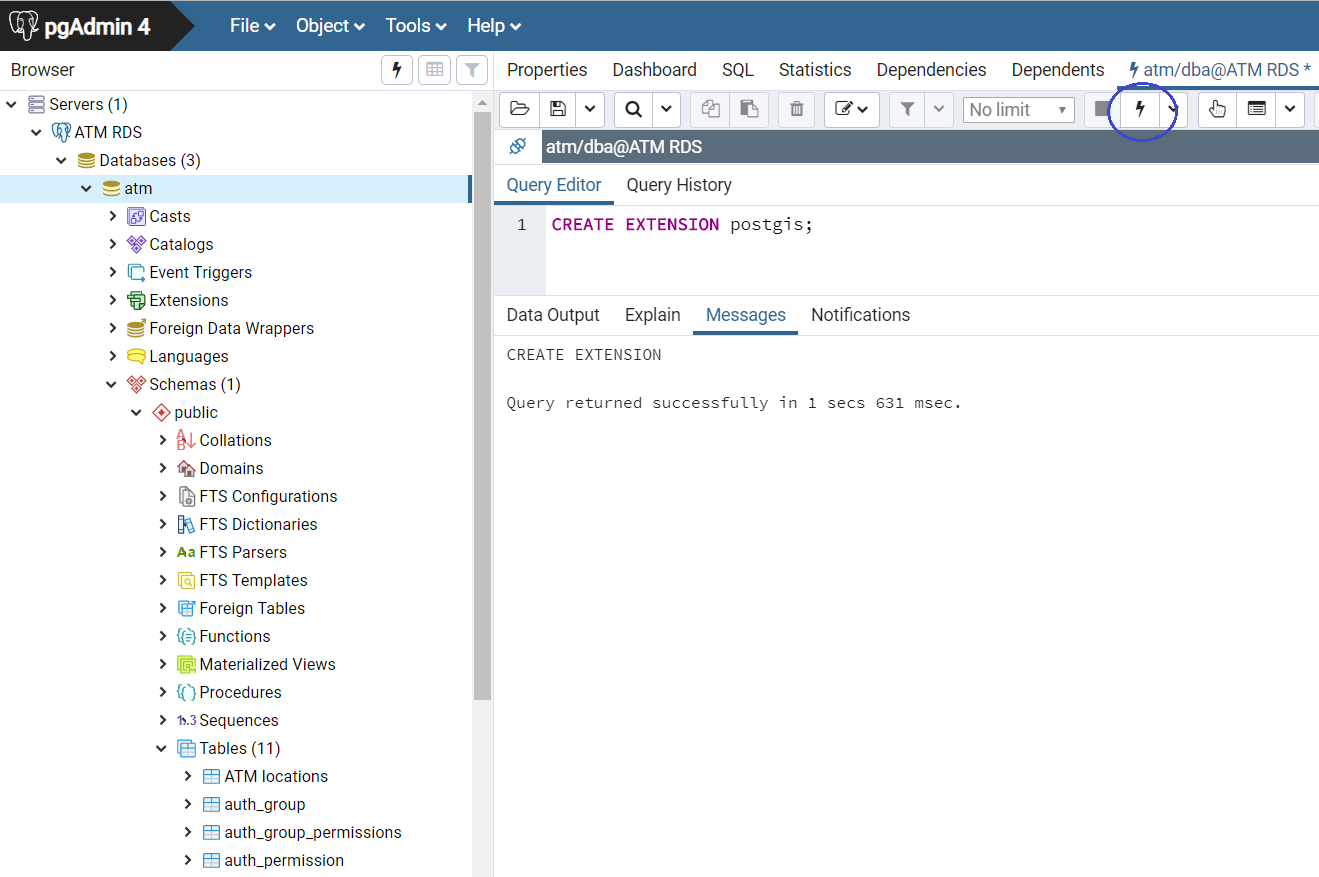 pgAdmin 4
File Object Tools Help
Browser
Servers (1)
ATM RDS
Databases (3)
atm
Casts
Catalogs
Event Triggers
Extensions
Foreign Data Wrappers
Languages
Schemas (1)
public
Collations
Domains
FTS Configurations
FTS Dictionaries
Aa FTS Parsers
FTS Templates
Foreign Tables
Functions
Materialized Views
Procedures
1..3 Sequences
Tables (11)
ATM locations
auth_group
auth_group_permissions
auth_permission
Properties Dashboard SQL Statistics Dependencies Dependents atm/dba@ATM RDS *
No limit
atm/dba@ATM RDS
Query Editor Query History
1 CREATE EXTENSION postgis;
Data Output Explain Messages Notifications
CREATE EXTENSION
Query returned successfully in 1 secs 631 msec.